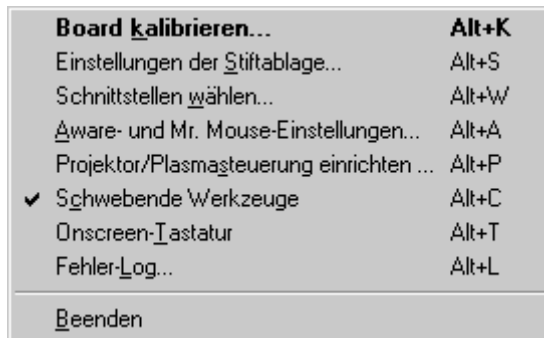 Board kalibrieren... Alt+K
Einstellungen der Stiftablage... Alt+S
Schnittstellen wählen... Alt+W
Aware- und Mr. Mouse-Einstellungen... Alt+A
Projektor/Plasmasteuerung einrichten ... Alt+P
Schwebende Werkzeuge Alt+C
Onscreen-Tastatur Alt+T
Fehler-Log... Alt+L
Beenden